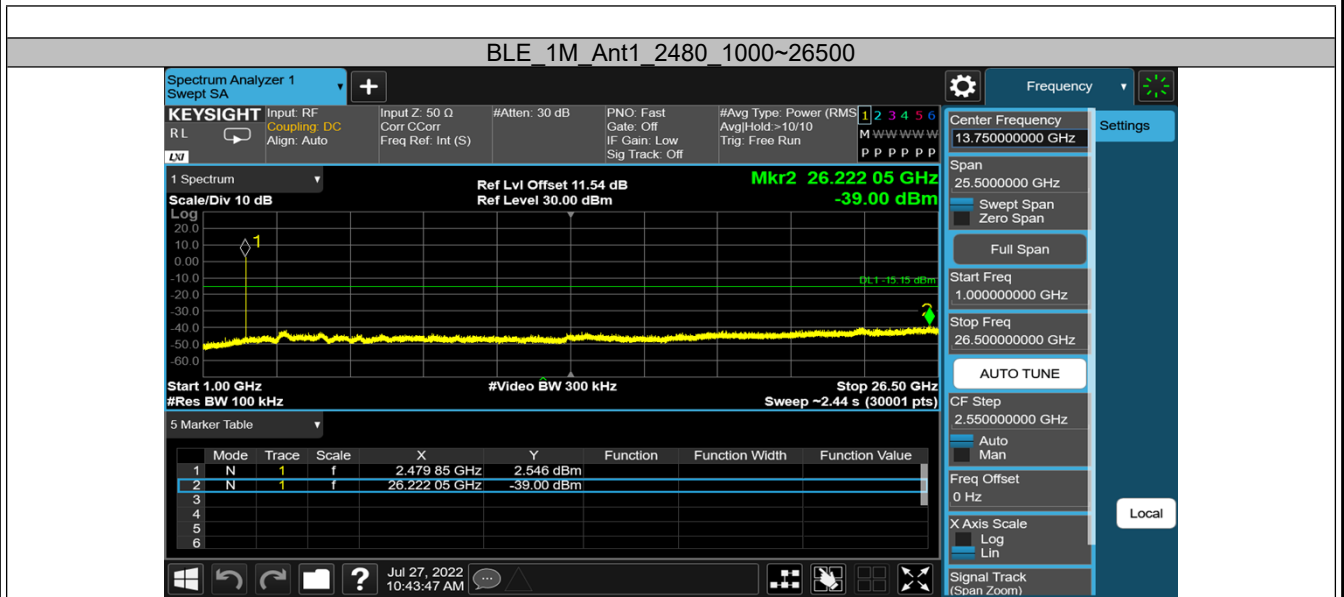 BLE_1M_Ant1_2480_1000~26500
Spectrum Analyzer 1
Swept SA
+
Frequency
KEYSIGHT
R L
LXI
Input: RF
Coupling: DC
Align: Auto
Input Z: 50 Ω
Corr CCorr
Freq Ref: Int (S)
#Atten: 30 dB
PNO: Fast
Gate: Off
IF Gain: Low
Sig Track: Off
#Avg Type: Power (RMS
Avg|Hold:>10/10
Trig: Free Run
1 2 3 4 5 6
M W W W W W
P P P P P P
1 Spectrum
Scale/Div 10 dB
Ref Lvl Offset 11.54 dB
Ref Level 30.00 dBm
Mkr2 26.222 05 GHz
-39.00 dBm
Log
20.0
10.0
0.00
-10.0
-20.0
-30.0
-40.0
-50.0
-60.0
1
DL1 -15.15 dBm
2
Start 1.00 GHz
#Video BW 300 kHz
Stop 26.50 GHz
#Res BW 100 kHz
Sweep ~2.44 s (30001 pts)
5 Marker Table
Mode Trace Scale X Y Function Function Width Function Value
1 N 1 f 2.479 85 GHz 2.546 dBm
2 N 1 f 26.222 05 GHz -39.00 dBm
3
4
5
6
Center Frequency
13.750000000 GHz
Settings
Span
25.5000000 GHz
Swept Span
Zero Span
Full Span
Start Freq
1.000000000 GHz
Stop Freq
26.500000000 GHz
AUTO TUNE
CF Step
2.550000000 GHz
Auto
Man
Freq Offset
0 Hz
X Axis Scale
Log
Lin
Local
Signal Track
(Span Zoom)
?
Jul 27, 2022
10:43:47 AM